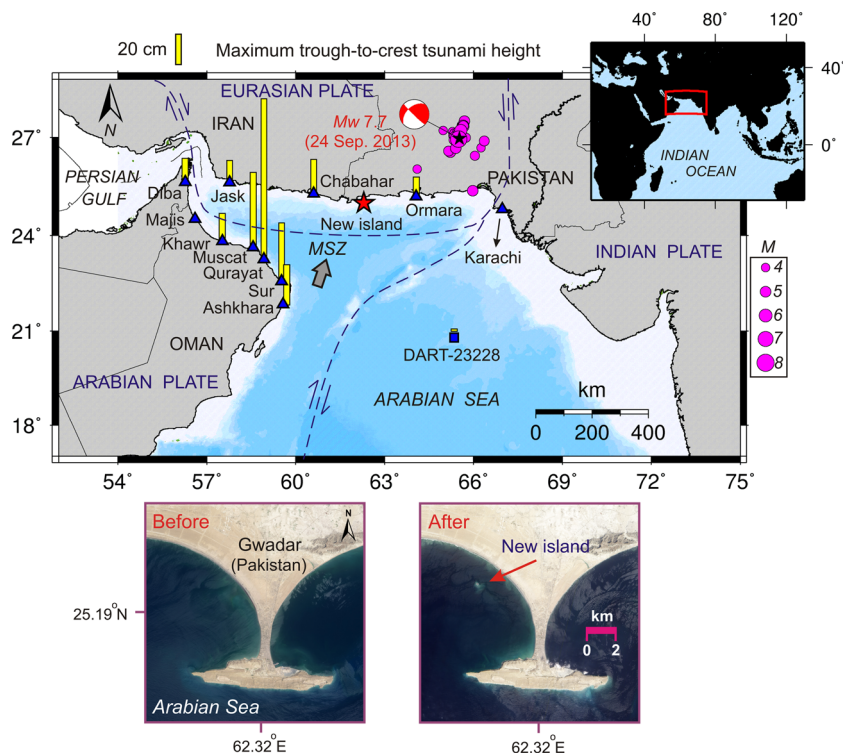 20 cm
Maximum trough-to-crest tsunami height
40°
80°
120°
40°
0°
INDIAN
OCEAN
EURASIAN PLATE
N
IRAN
Mw 7.7
(24 Sep. 2013)
27°
24°
21°
18°
PERSIAN
GULF
Diba
Jask
Chabahar
Ormara
PAKISTAN
Majis
New island
Khawr
Muscat
Qurayat
MSZ
Karachi
INDIAN PLATE
Sur
Ashkhara
OMAN
DART-23228
ARABIAN PLATE
ARABIAN SEA
km
0 200 400
M
4
5
6
7
8
54° 57° 60° 63° 66° 69° 72° 75°
Before
N
Gwadar
(Pakistan)
25.19°N
Arabian Sea
62.32°E
After
New island
km
0 2
62.32°E